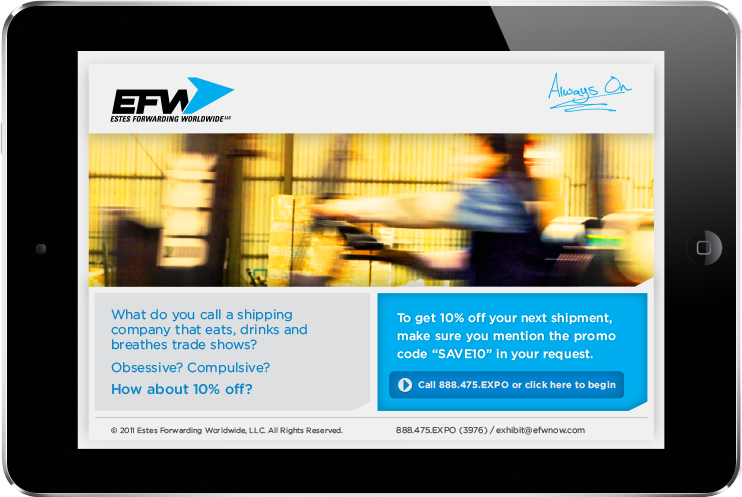 EFW
ESTES FORWARDING WORLDWIDE LLC
Always On
What do you call a shipping
company that eats, drinks and
breathes trade shows?
Obsessive? Compulsive?
How about 10% off?
To get 10% off your next shipment,
make sure you mention the promo
code “SAVE10” in your request.
Call 888.475.EXPO or click here to begin
© 2011 Estes Forwarding Worldwide, LLC. All Rights Reserved.
888.475.EXPO (3976) / exhibit@efwnow.com